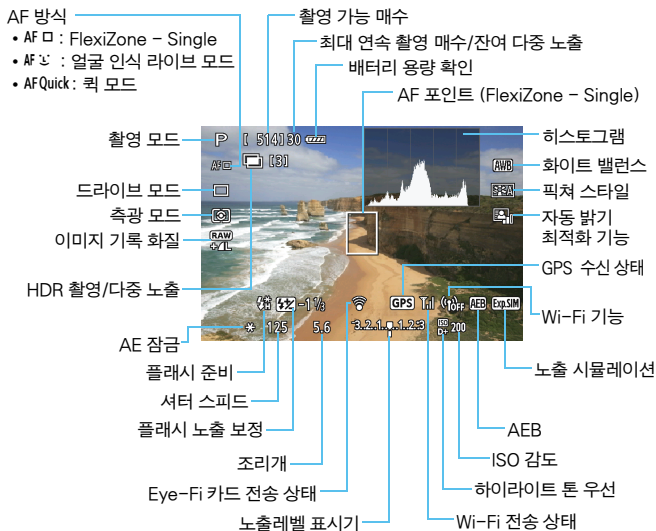 AF 방식
• AF□ : FlexiZone - Single
• AF : 얼굴 인식 라이브 모드
• AFQuick : 퀵 모드
촬영 가능 매수
최대 연속 촬영 매수/잔여 다중 노출
배터리 용량 확인
AF 포인트 (FlexiZone - Single)
촬영 모드
P [ 514]30
히스토그램
AF□ [3]
AWB
화이트 밸런스
드라이브 모드
픽쳐 스타일
측광 모드
자동 밝기
최적화 기능
이미지 기록 화질
RAW
+L
GPS 수신 상태
HDR 촬영/다중 노출
-1⅓
GPS
OFF
AEB
Exp.SIM
Wi-Fi 기능
AE 잠금
125 5.6 -3..2..1..▮..1..2..:3 ISO D+ 200
플래시 준비
노출 시뮬레이션
셔터 스피드
플래시 노출 보정
AEB
조리개
ISO 감도
Eye-Fi 카드 전송 상태
하이라이트 톤 우선
노출레벨 표시기
Wi-Fi 전송 상태